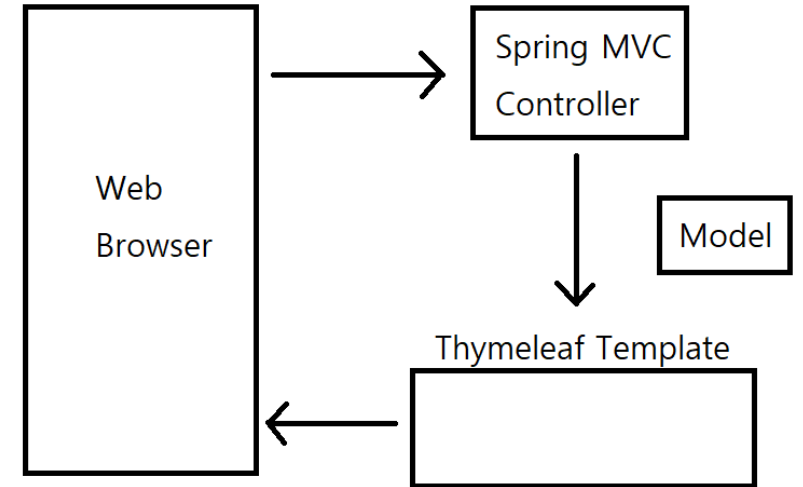 Spring MVC
Controller
Web
Browser
Model
Thymeleaf Template